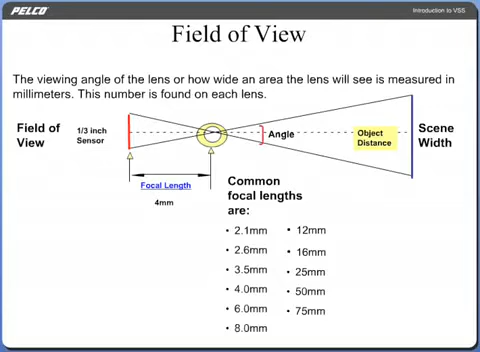 PELCO
Introduction to VSS
Field of View
The viewing angle of the lens or how wide an area the lens will see is measured in
millimeters. This number is found on each lens.
Field of
View
1/3 inch
Sensor
Angle
Object
Distance
Scene
Width
Focal Length
4mm
Common
focal lengths
are:
• 2.1mm
• 2.6mm
• 3.5mm
• 4.0mm
• 6.0mm
• 8.0mm
• 12mm
• 16mm
• 25mm
• 50mm
• 75mm